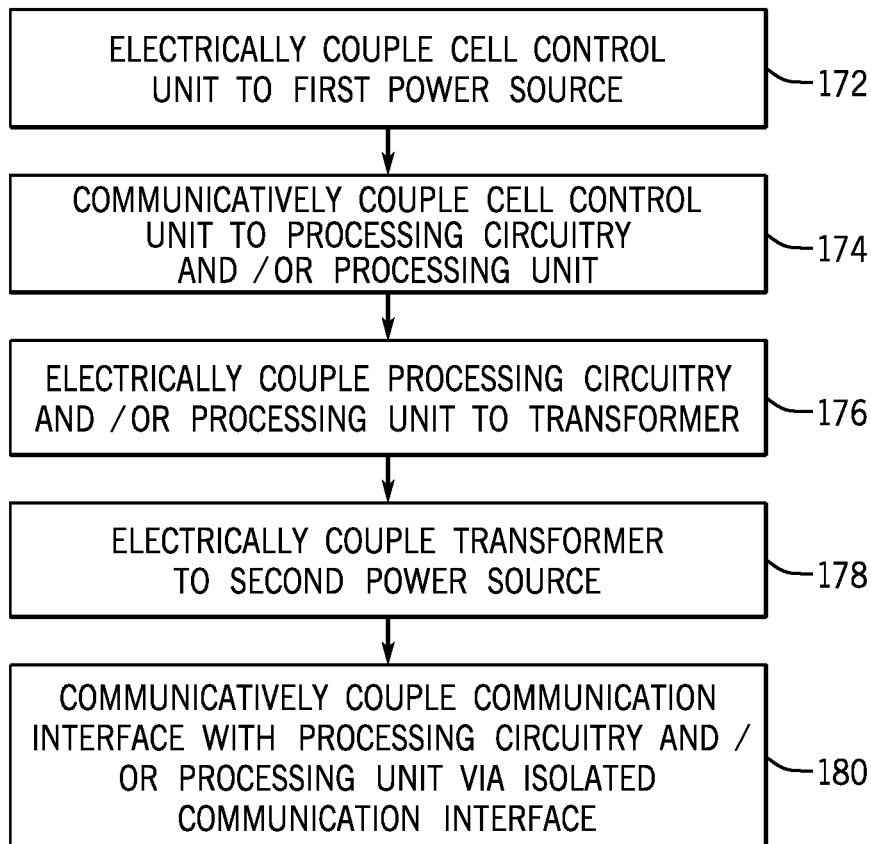 ELECTRICALLY COUPLE CELL CONTROL
UNIT TO FIRST POWER SOURCE
172
COMMUNICATIVELY COUPLE CELL CONTROL
UNIT TO PROCESSING CIRCUITRY
AND /OR PROCESSING UNIT
174
ELECTRICALLY COUPLE PROCESSING CIRCUITRY
AND /OR PROCESSING UNIT TO TRANSFORMER
176
ELECTRICALLY COUPLE TRANSFORMER
TO SECOND POWER SOURCE
178
COMMUNICATIVELY COUPLE COMMUNICATION
INTERFACE WITH PROCESSING CIRCUITRY AND /
OR PROCESSING UNIT VIA ISOLATED
COMMUNICATION INTERFACE
180